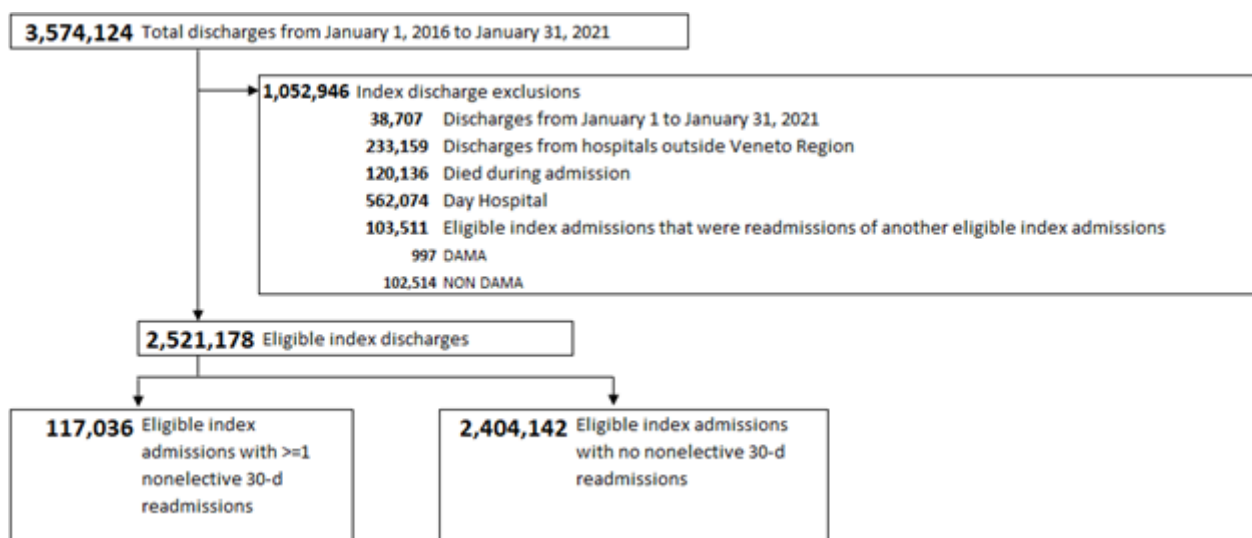 3,574,124 Total discharges from January 1, 2016 to January 31, 2021
1,052,946 Index discharge exclusions
38,707 Discharges from January 1 to January 31, 2021
233,159 Discharges from hospitals outside Veneto Region
120,136 Died during admission
562,074 Day Hospital
103,511 Eligible index admissions that were readmissions of another eligible index admissions
997 DAMA
102,514 NON DAMA
2,521,178 Eligible index discharges
117,036 Eligible index
admissions with >=1
nonelective 30-d
readmissions
2,404,142 Eligible index admissions
with no nonelective 30-d
readmissions